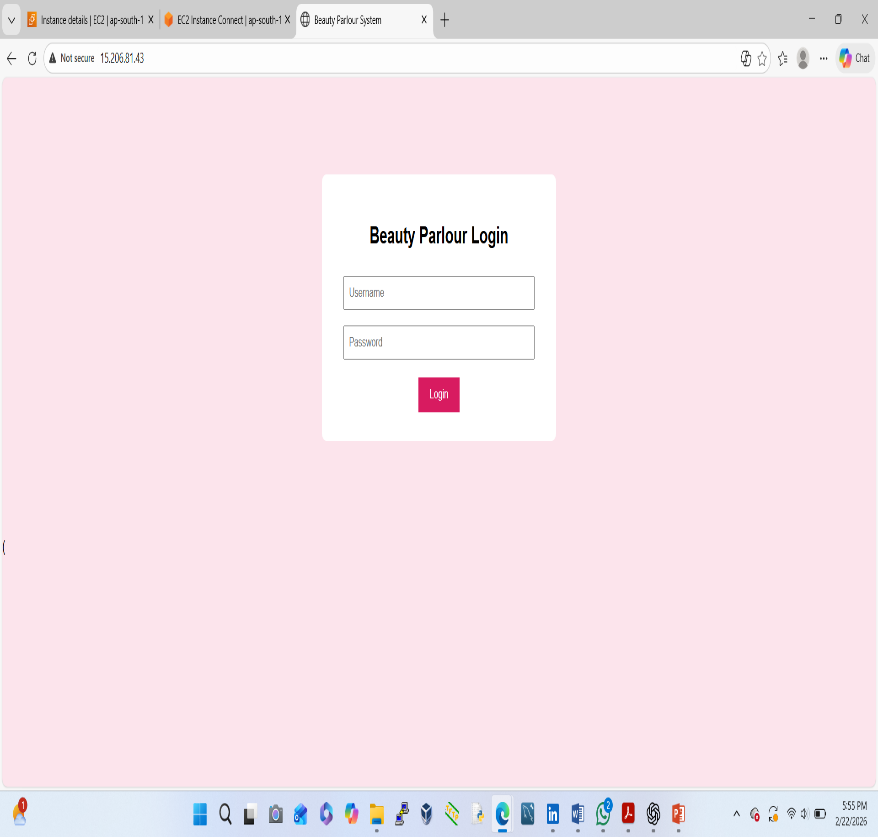 Instance details | EC2 | ap-south-1
EC2 Instance Connect | ap-south-1
Beauty Parlour System
Not secure
15.206.81.43
Chat
Beauty Parlour Login
Username
Password
Login
(
1
2
5:55 PM
2/22/2026